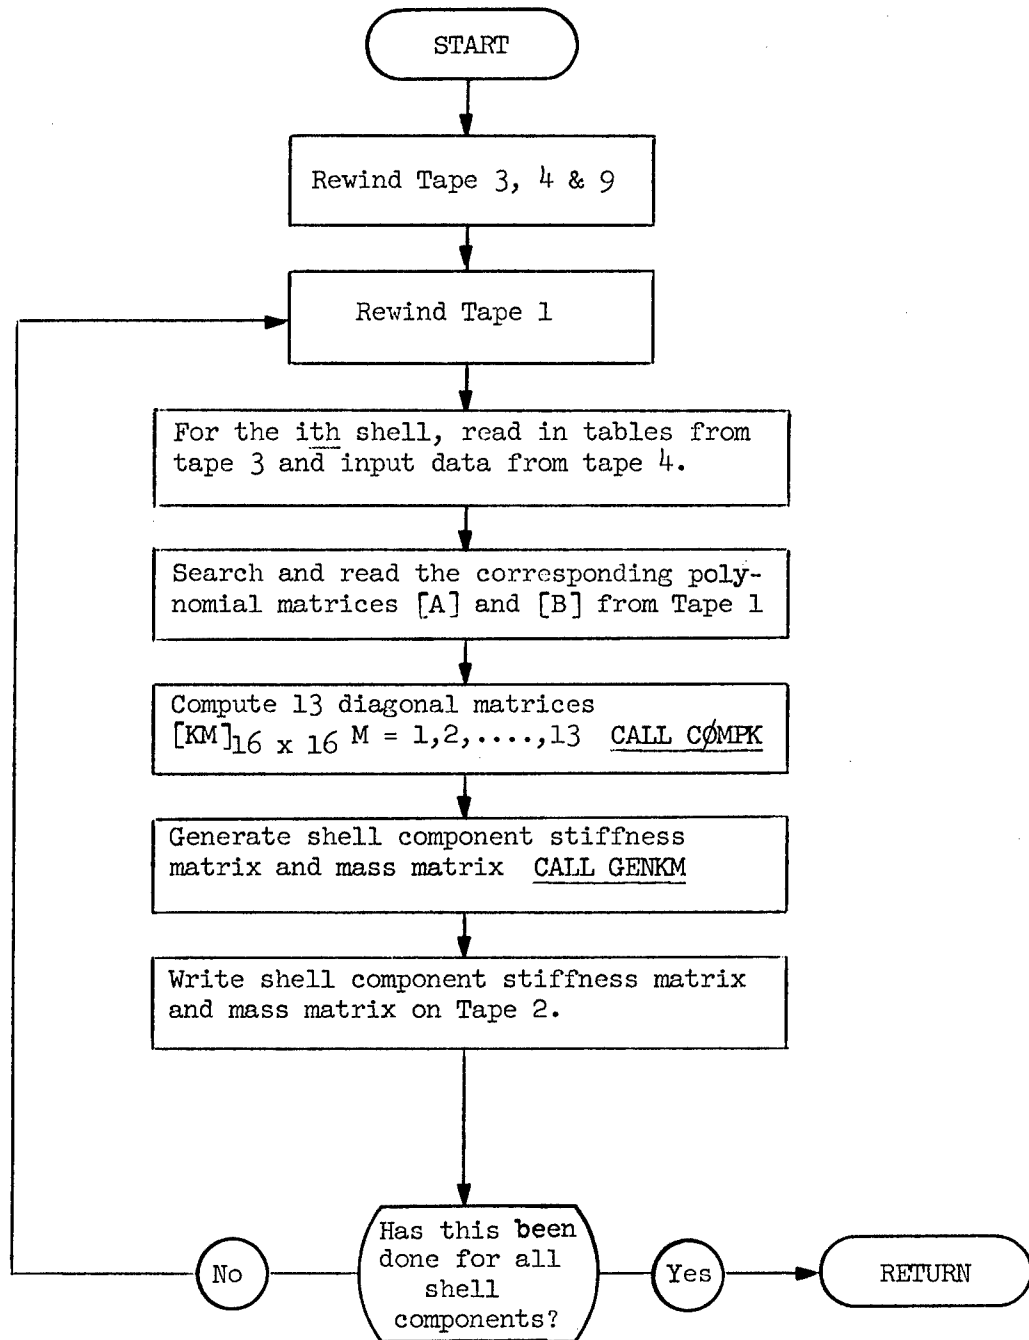 START
Rewind Tape 3, 4 & 9
Rewind Tape 1
For the ith shell, read in tables from
tape 3 and input data from tape 4.
Search and read the corresponding poly-
nomial matrices [A] and [B] from Tape 1
Compute 13 diagonal matrices
[KM]16 x 16 M = 1,2,....,13 CALL CØMPK
Generate shell component stiffness
matrix and mass matrix CALL GENKM
Write shell component stiffness matrix
and mass matrix on Tape 2.
Has this been
done for all
shell
components?
No
Yes
RETURN